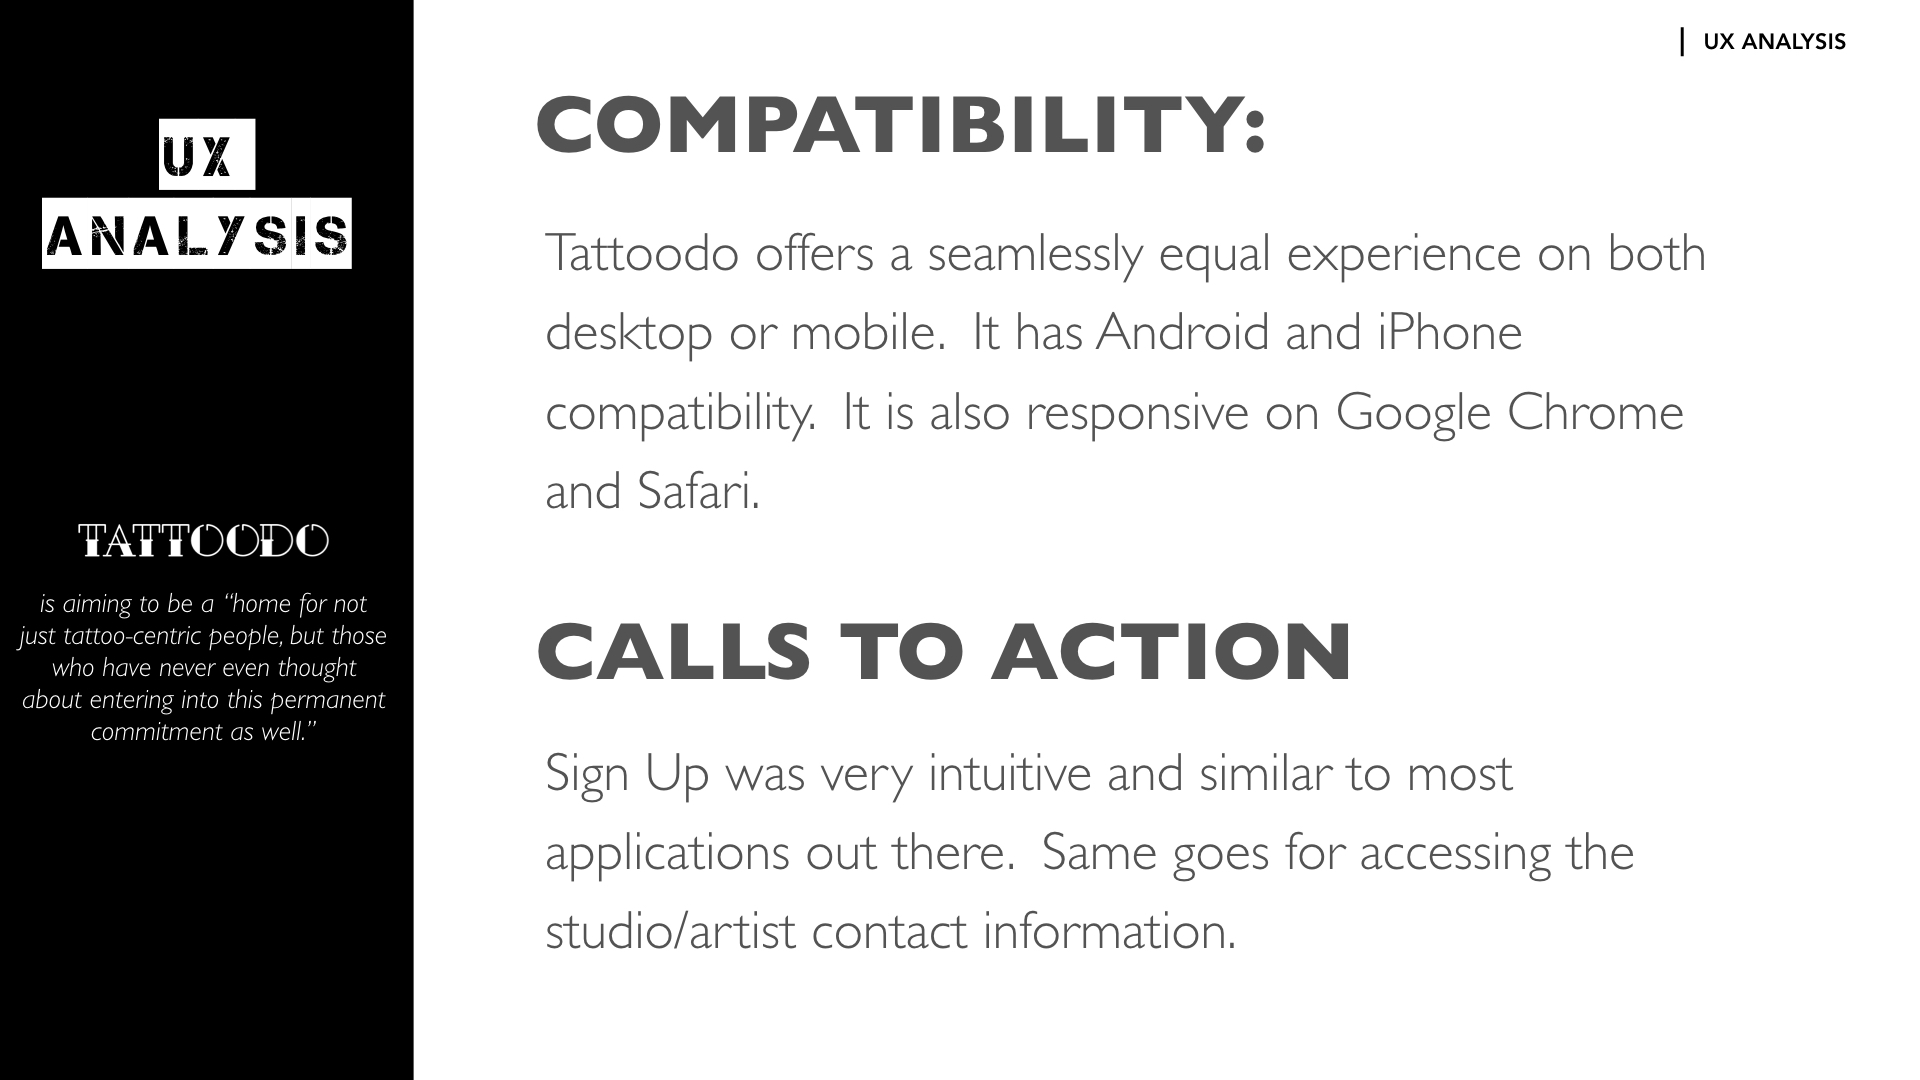 UX ANALYSIS
UX
ANALYSIS
TATTOODO
is aiming to be a “home for not
just tattoo-centric people, but those
who have never even thought
about entering into this permanent
commitment as well.”
COMPATIBILITY:
Tattoodo offers a seamlessly equal experience on both
desktop or mobile.  It has Android and iPhone
compatibility.  It is also responsive on Google Chrome
and Safari.
CALLS TO ACTION
Sign Up was very intuitive and similar to most
applications out there.  Same goes for accessing the
studio/artist contact information.